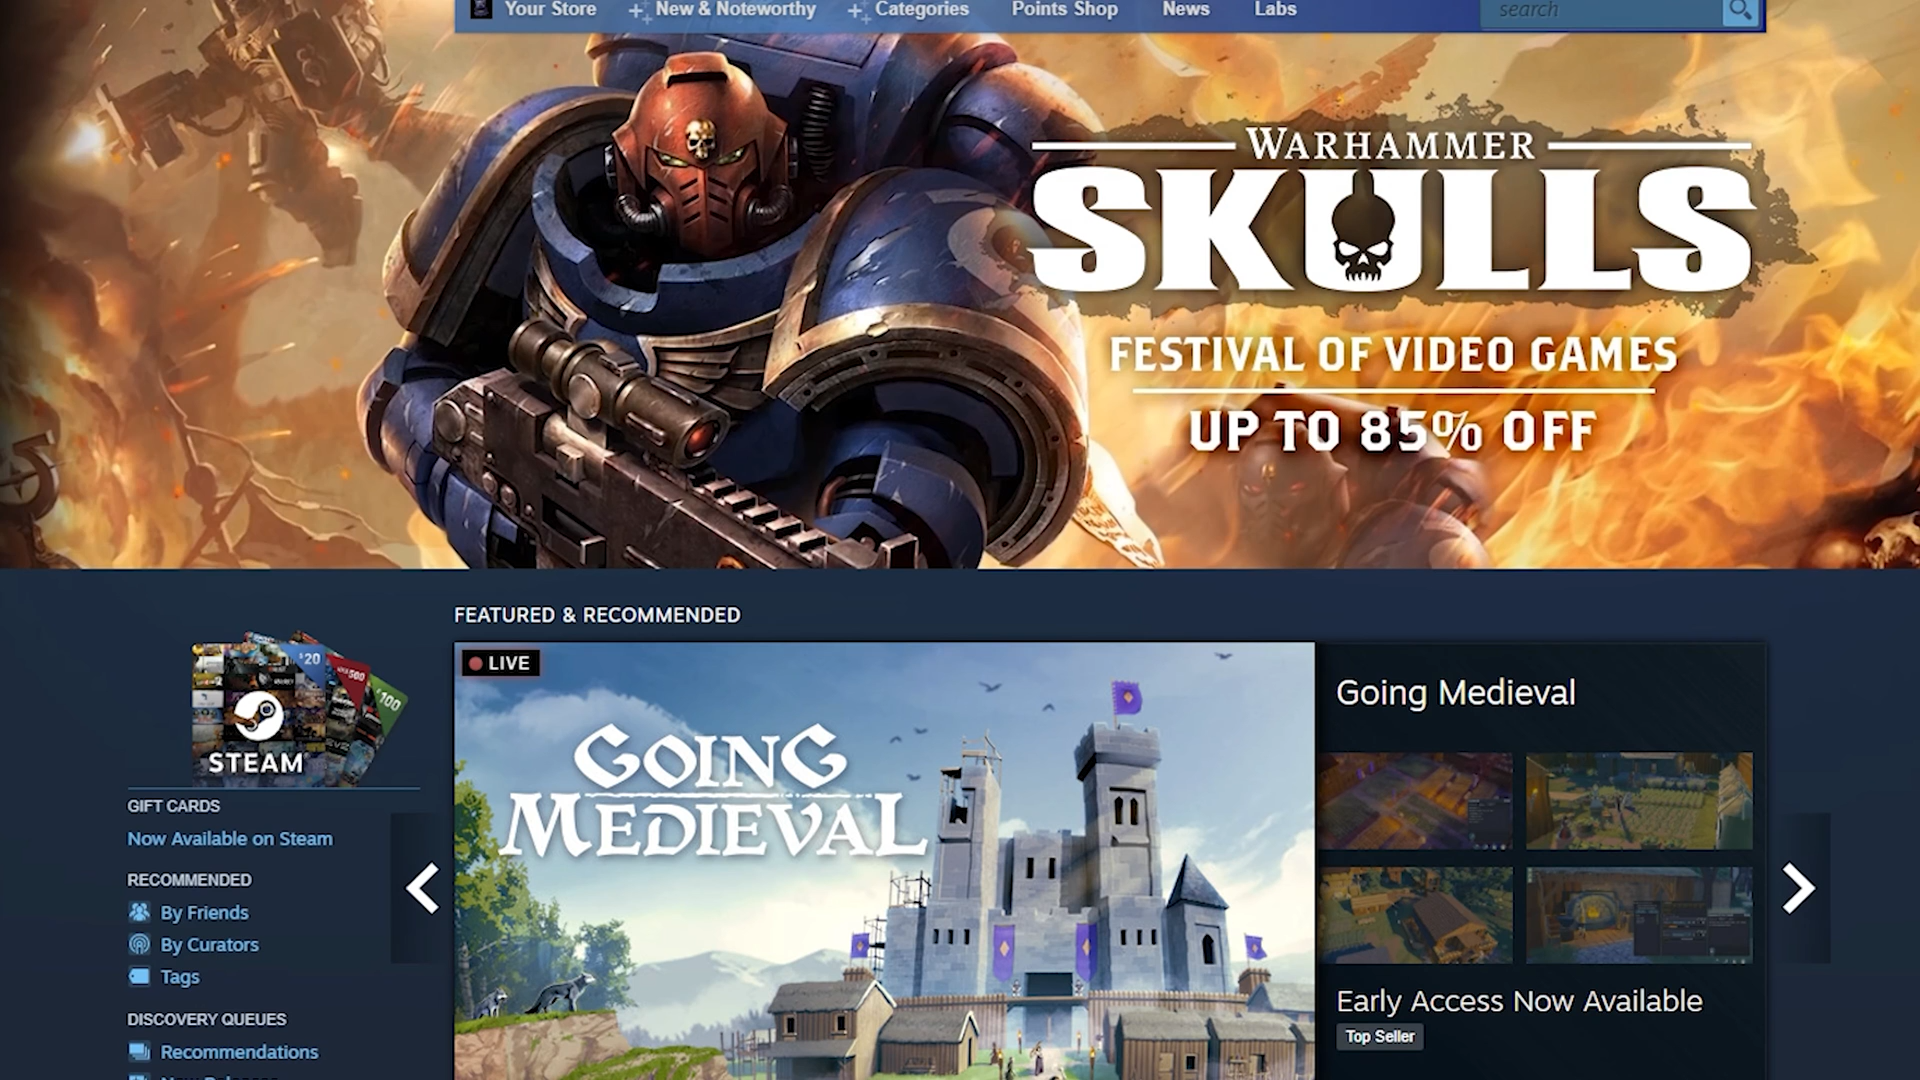 Your Store New & Noteworthy Categories Points Shop News Labs search
WARHAMMER
SKULLS
FESTIVAL OF VIDEO GAMES
UP TO 85% OFF
FEATURED & RECOMMENDED
$20
$100
STEAM
GIFT CARDS
Now Available on Steam
RECOMMENDED
By Friends
By Curators
Tags
DISCOVERY QUEUES
Recommendations
LIVE
GOING
MEDIEVAL
Going Medieval
Early Access Now Available
Top Seller